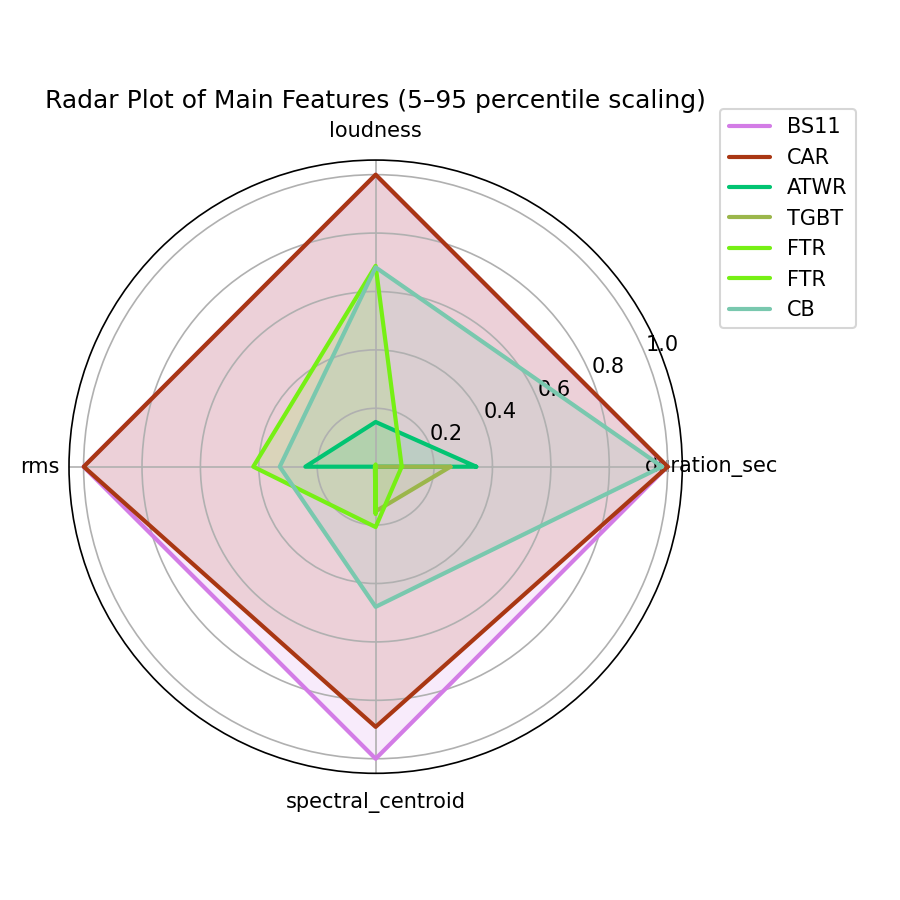 Radar Plot of Main Features (5–95 percentile scaling)
loudness
BS11
CAR
ATWR
TGBT
FTR
FTR
CB
1.0
0.8
0.6
0.4
0.2
rms
duration_sec
spectral_centroid